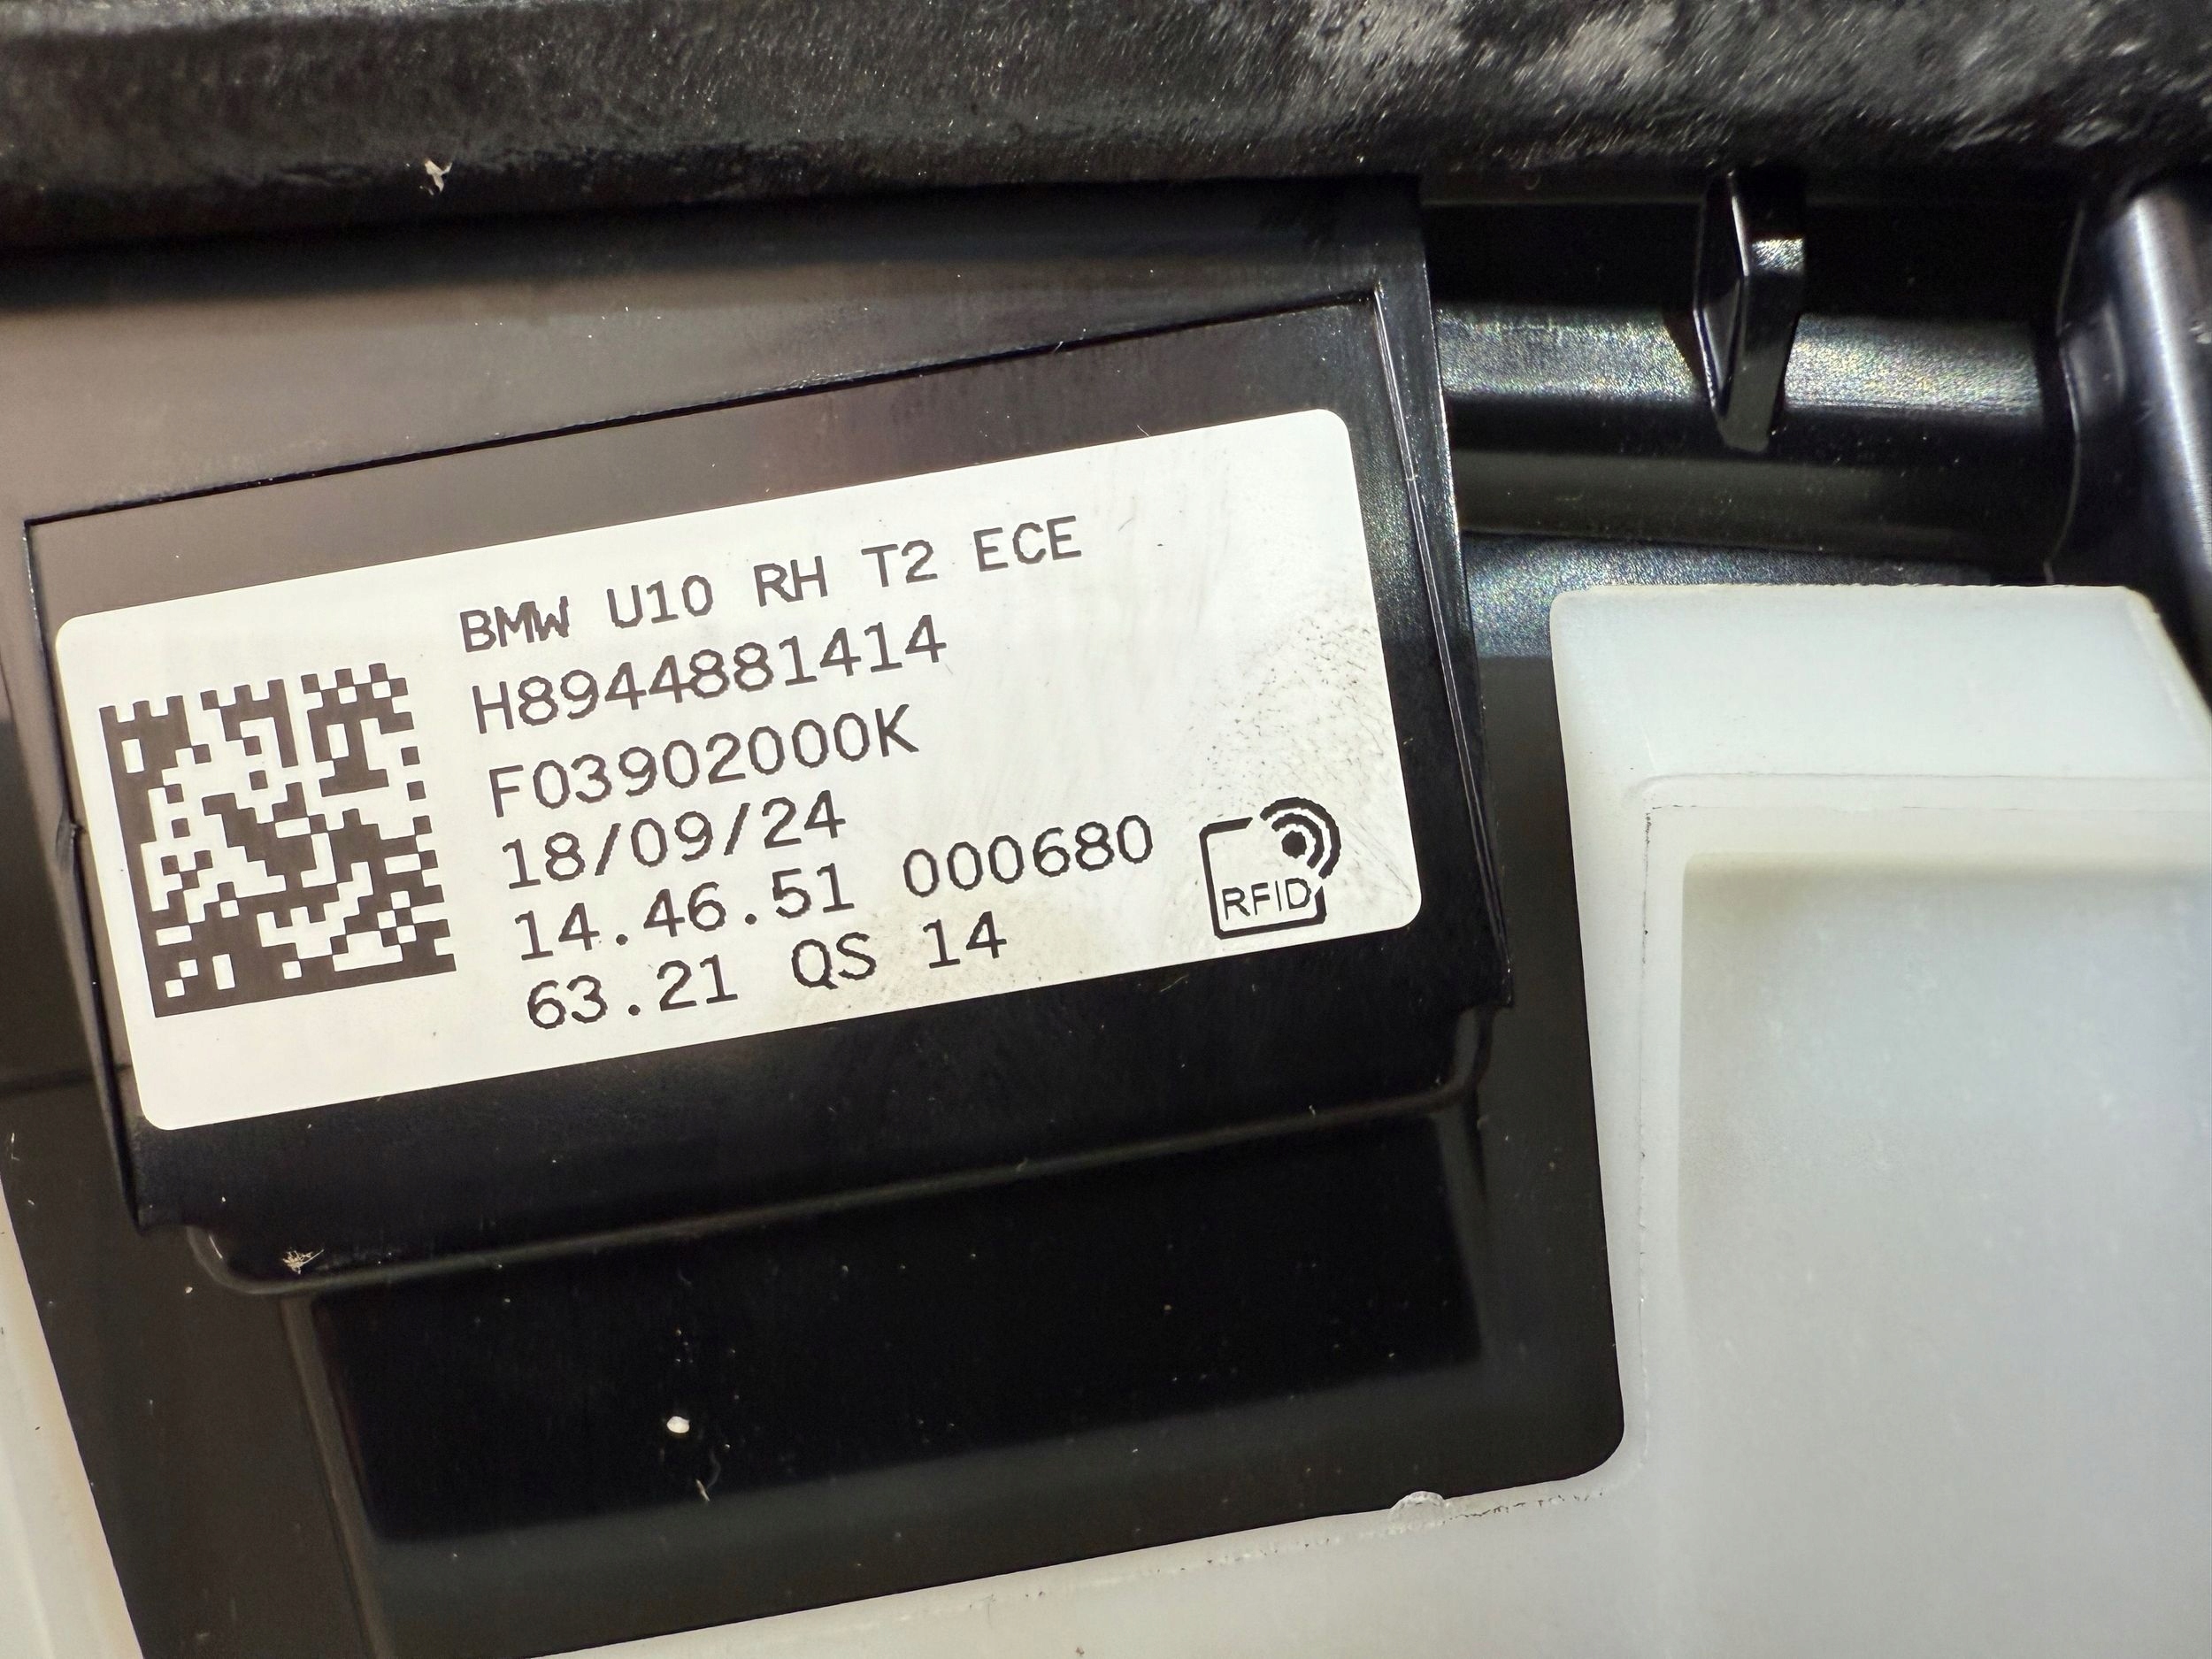 BMW U10 RH T2 ECE
H8944881414
F03902000K
18/09/24
14.46.51 000680
63.21 QS 14
RFID